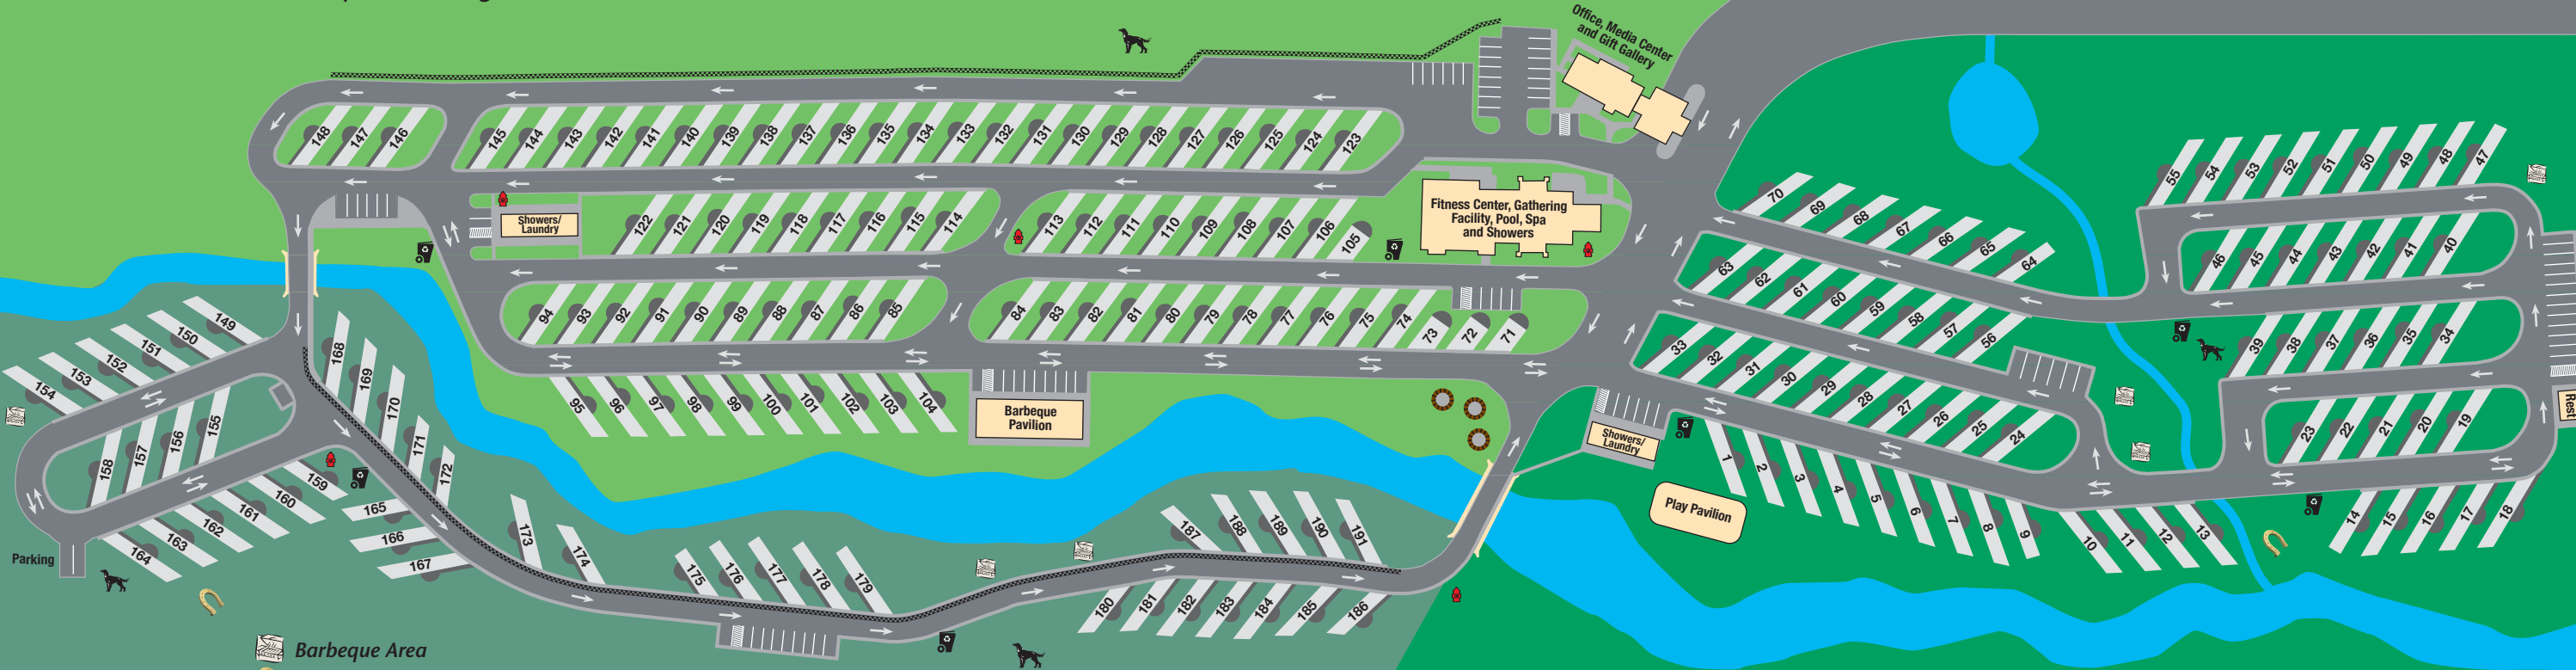 Office, Media Center
and Gift Gallery
148 147 146 145 144 143 142 141 140 139 138 137 136 135 134 133 132 131 130 129 128 127 126 125 124 123
55 54 53 52 51 50 49 48 47
70 69 68 67 66 65 64
Showers/
Laundry
122 121 120 119 118 117 116 115 114 113 112 111 110 109 108 107 106 105
Fitness Center, Gathering
Facility, Pool, Spa
and Showers
46 45 44 43 42 41 40
63 62 61 60 59 58 57 56
94 93 92 91 90 89 88 87 86 85 84 83 82 81 80 79 78 77 76 75 74 73 72 71
39 38 37 36 35 34
33 32 31 30 29 28 27 26 25 24
23 22 21 20 19
Rest
149 150 151 152 153 154
168 169 170 171 172
155 156 157 158
95 96 97 98 99 100 101 102 103 104
Barbeque
Pavilion
Showers/
Laundry
Play Pavilion
1 2 3 4 5 6 7 8 9 10 11 12 13
14 15 16 17 18
159 160 161 162 163 164
165
166
167
173 174 175 176 177 178 179
187 188 189 190 191
180 181 182 183 184 185 186
Parking
Barbeque Area